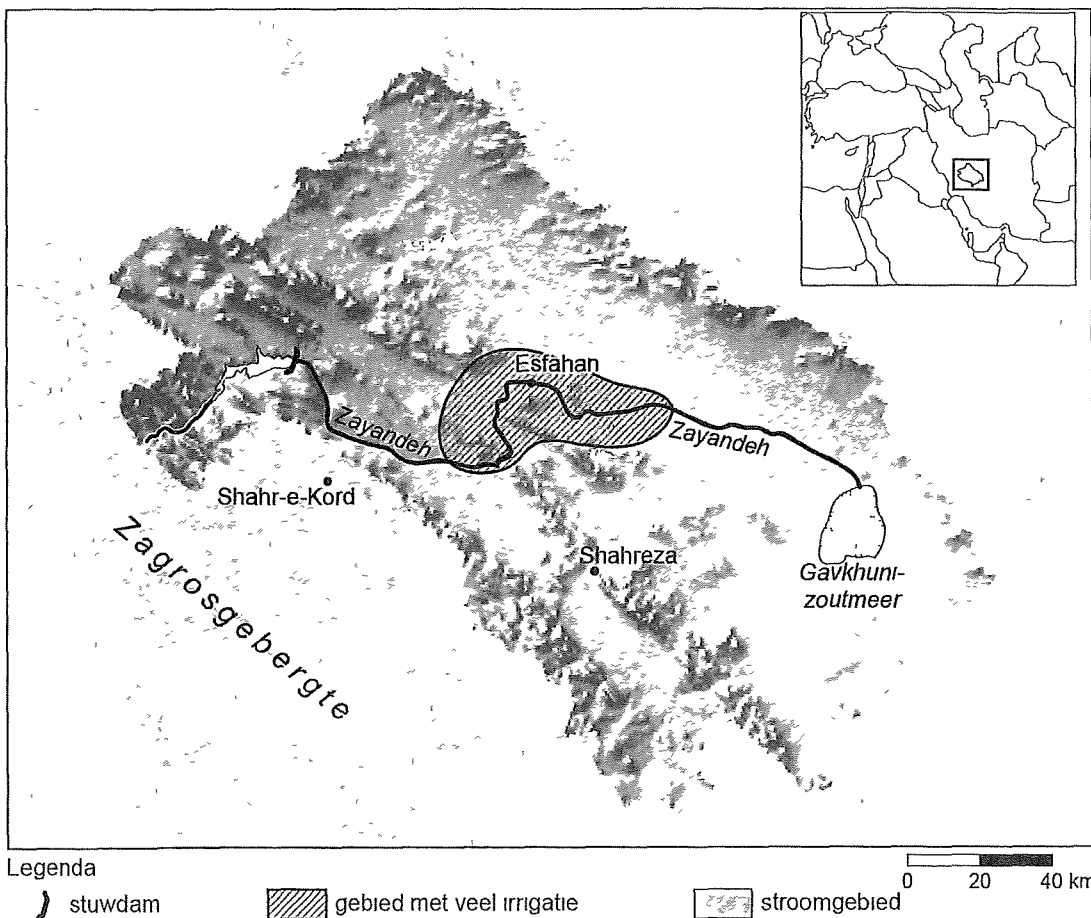 Esfahan
Zayandeh
Zayandeh
Shahr-e-Kord
Shahreza
Gavkhuni-
zoutmeer
Zagrosgebergte
Legenda
stuwdam
gebied met veel irrigatie
stroomgebied
0 20 40 km